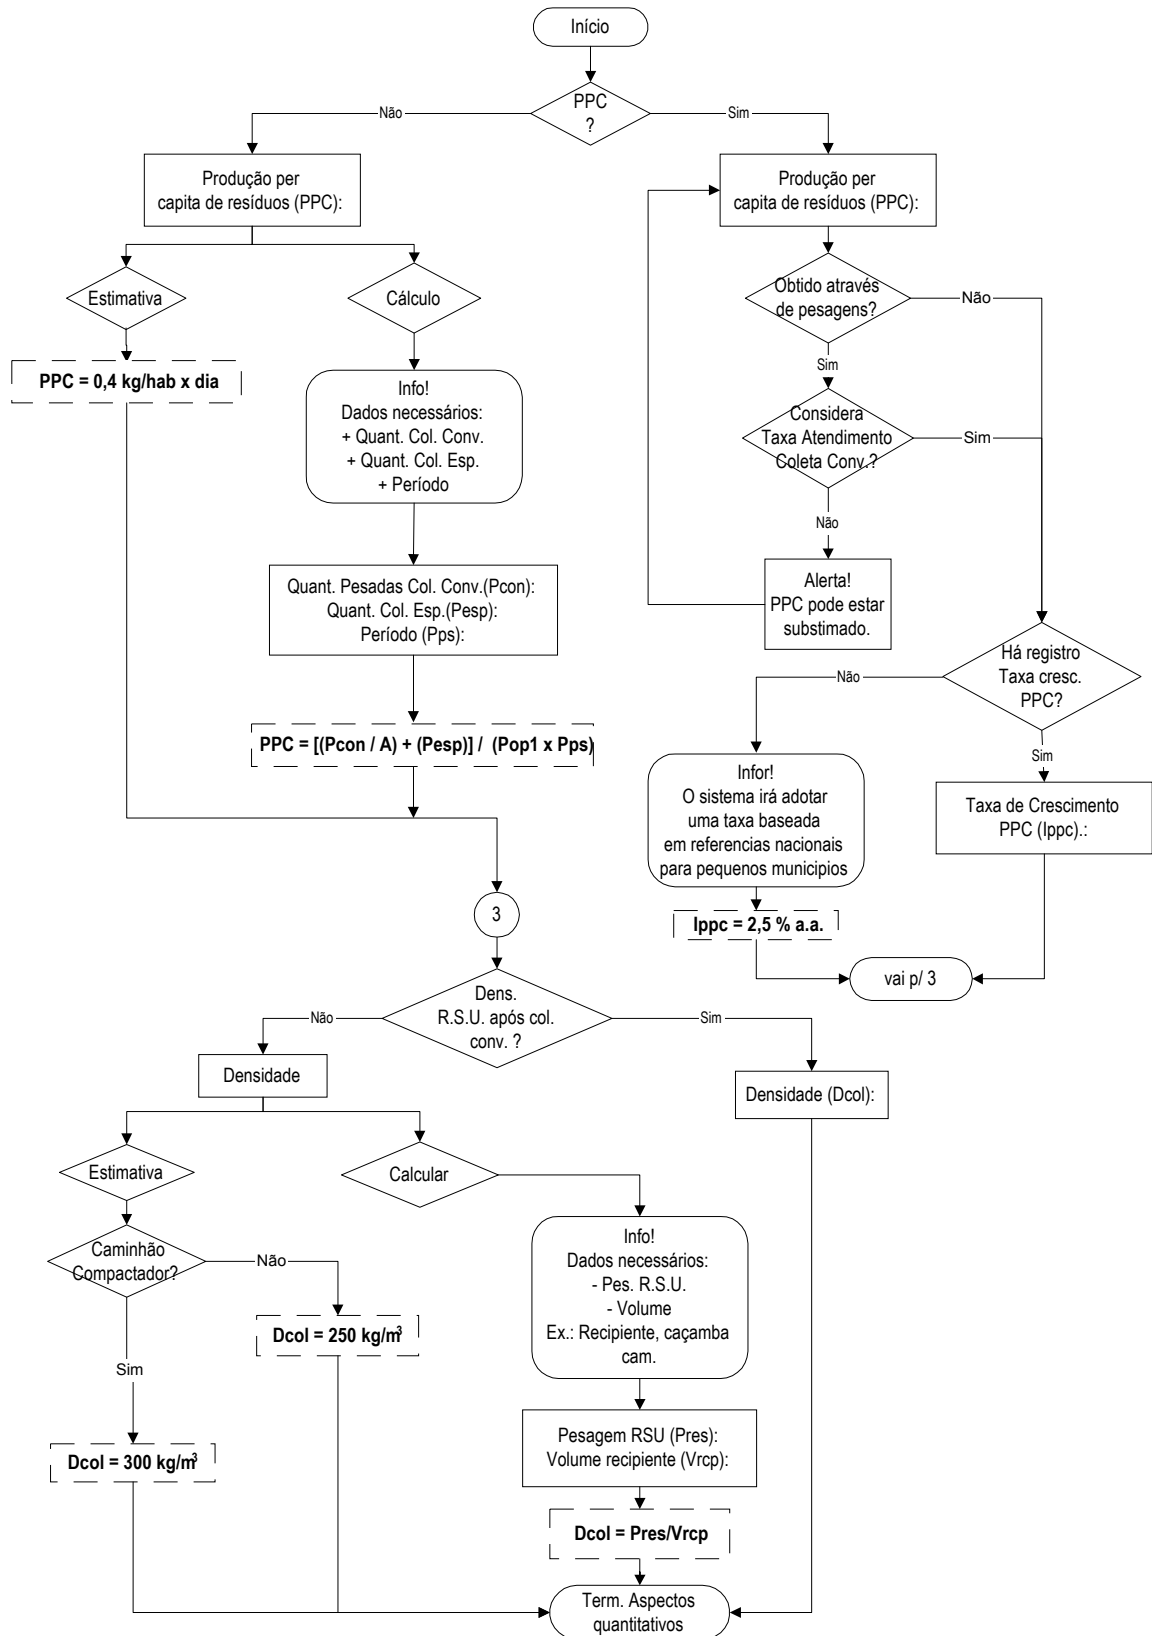 Início
PPC
?
Não
Sim
Produção per
capita de resíduos (PPC):
Produção per
capita de resíduos (PPC):
Estimativa
Cálculo
Obtido através
de pesagens?
Não
Sim
PPC = 0,4 kg/hab x dia
Info!
Dados necessários:
+ Quant. Col. Conv.
+ Quant. Col. Esp.
+ Período
Considera
Taxa Atendimento
Coleta Conv.?
Sim
Não
Quant. Pesadas Col. Conv.(Pcon):
Quant. Col. Esp.(Pesp):
Período (Pps):
Alerta!
PPC pode estar
substimado.
Há registro
Taxa cresc.
PPC?
Não
Sim
PPC = [(Pcon / A) + (Pesp)] / (Pop1 x Pps)
Infor!
O sistema irá adotar
uma taxa baseada
em referencias nacionais
para pequenos municipios
Taxa de Crescimento
PPC (Ippc).:
3
Ippc = 2,5 % a.a.
vai p/ 3
Dens.
R.S.U. após col.
conv. ?
Não
Sim
Densidade
Densidade (Dcol):
Estimativa
Calcular
Caminhão
Compactador?
Não
Sim
Info!
Dados necessários:
- Pes. R.S.U.
- Volume
Ex.: Recipiente, caçamba
cam.
Dcol = 250 kg/m³
Dcol = 300 kg/m³
Pesagem RSU (Pres):
Volume recipiente (Vrcp):
Dcol = Pres/Vrcp
Term. Aspectos
quantitativos